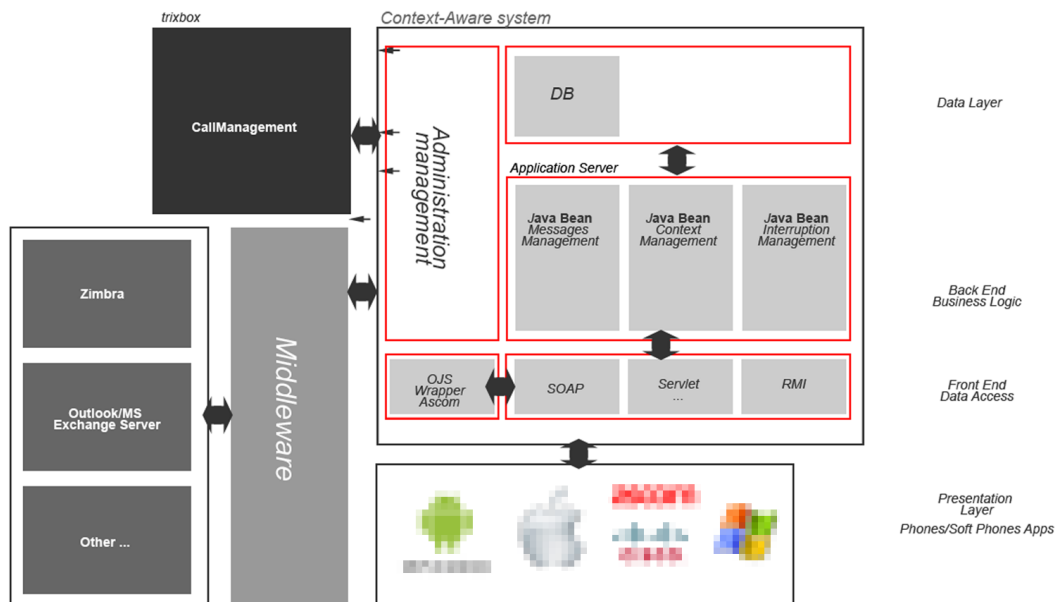 trixbox
Context-Aware system
CallManagement
Administration
management
DB
Data Layer
Application Server
Java Bean
Messages
Management
Java Bean
Context
Management
Java Bean
Interruption
Management
Back End
Business Logic
Zimbra
Outlook/MS
Exchange Server
Other ...
Middleware
OJS
Wrapper
Ascom
SOAP
Servlet
...
RMI
Front End
Data Access
Presentation
Layer
Phones/Soft Phones Apps